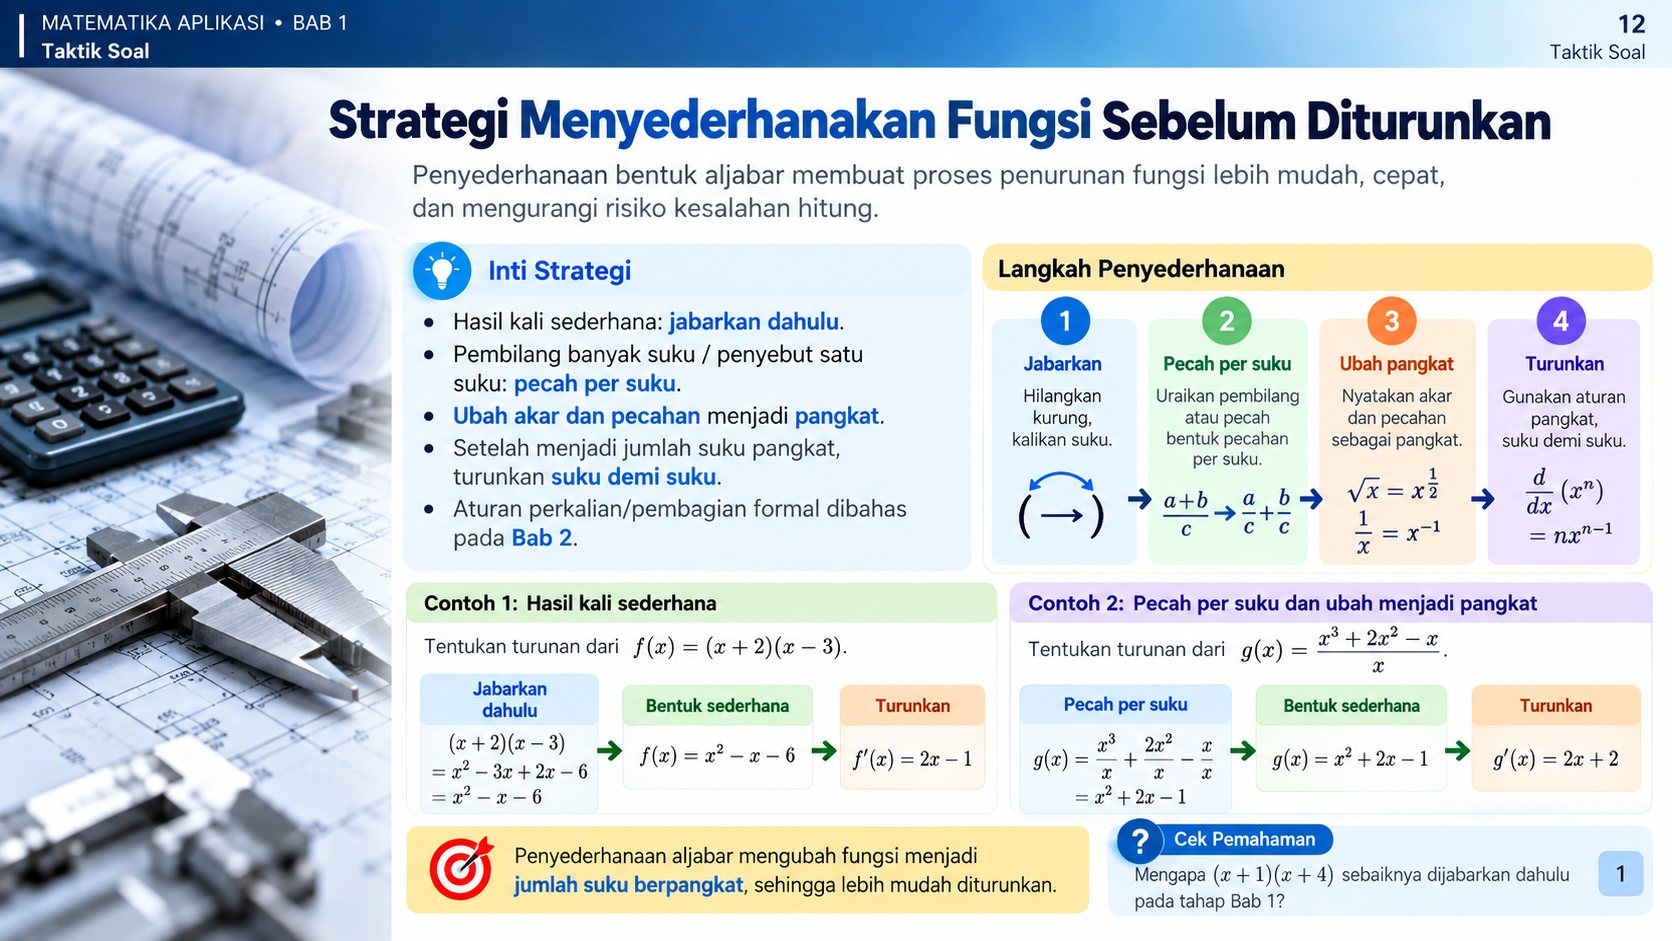 MATEMATIKA APLIKASI • BAB 1
Taktik Soal
12
Taktik Soal
Strategi Menyederhanakan Fungsi Sebelum Diturunkan
Penyederhanaan bentuk aljabar membuat proses penurunan fungsi lebih mudah, cepat,
dan mengurangi risiko kesalahan hitung.
Inti Strategi
• Hasil kali sederhana: jabarkan dahulu.
• Pembilang banyak suku / penyebut satu
suku: pecah per suku.
• Ubah akar dan pecahan menjadi pangkat.
• Setelah menjadi jumlah suku pangkat,
turunkan suku demi suku.
• Aturan perkalian/pembagian formal dibahas
pada Bab 2.
Langkah Penyederhanaan
1
Jabarkan
Hilangkan
kurung,
kalikan suku.
( → )
2
Pecah per suku
Uraikan pembilang
atau pecah
bentuk pecahan
per suku.
(a+b)/c → a/c + b/c
3
Ubah pangkat
Nyatakan akar
dan pecahan
sebagai pangkat.
√x = x^(1/2)
1/x = x⁻¹
4
Turunkan
Gunakan aturan
pangkat,
suku demi suku.
d/dx (xⁿ)
= nxⁿ⁻¹
Contoh 1: Hasil kali sederhana
Tentukan turunan dari f(x) = (x + 2)(x − 3).
Jabarkan
dahulu
(x + 2)(x − 3)
= x² − 3x + 2x − 6
= x² − x − 6
Bentuk sederhana
f(x) = x² − x − 6
Turunkan
f′(x) = 2x − 1
Contoh 2: Pecah per suku dan ubah menjadi pangkat
Tentukan turunan dari g(x) = (x³ + 2x² − x)/x.
Pecah per suku
g(x) = x³/x + 2x²/x − x/x
= x² + 2x − 1
Bentuk sederhana
g(x) = x² + 2x − 1
Turunkan
g′(x) = 2x + 2
Penyederhanaan aljabar mengubah fungsi menjadi
jumlah suku berpangkat, sehingga lebih mudah diturunkan.
? Cek Pemahaman
Mengapa (x + 1)(x + 4) sebaiknya dijabarkan dahulu
pada tahap Bab 1?
1